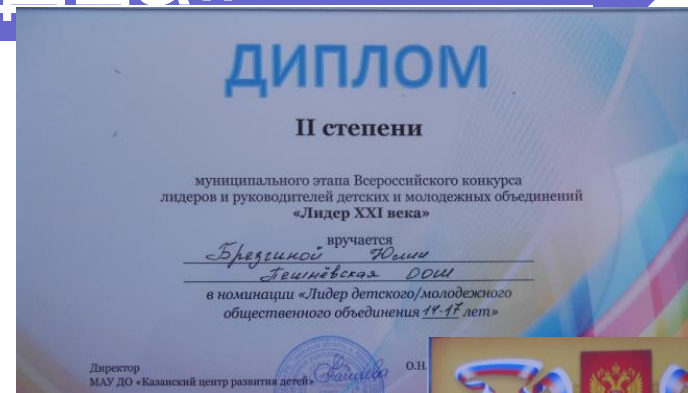 ДИПЛОМ
II степени
муниципального этапа Всероссийского конкурса
лидеров и руководителей детских и молодежных объединений
«Лидер XXI века»
вручается
Брезгиной Юлии
Пешнёвская ООШ
в номинации «Лидер детского/молодежного
общественного объединения 14-17 лет»
Директор
МАУ ДО «Казанский центр развития детей»
О.Н.